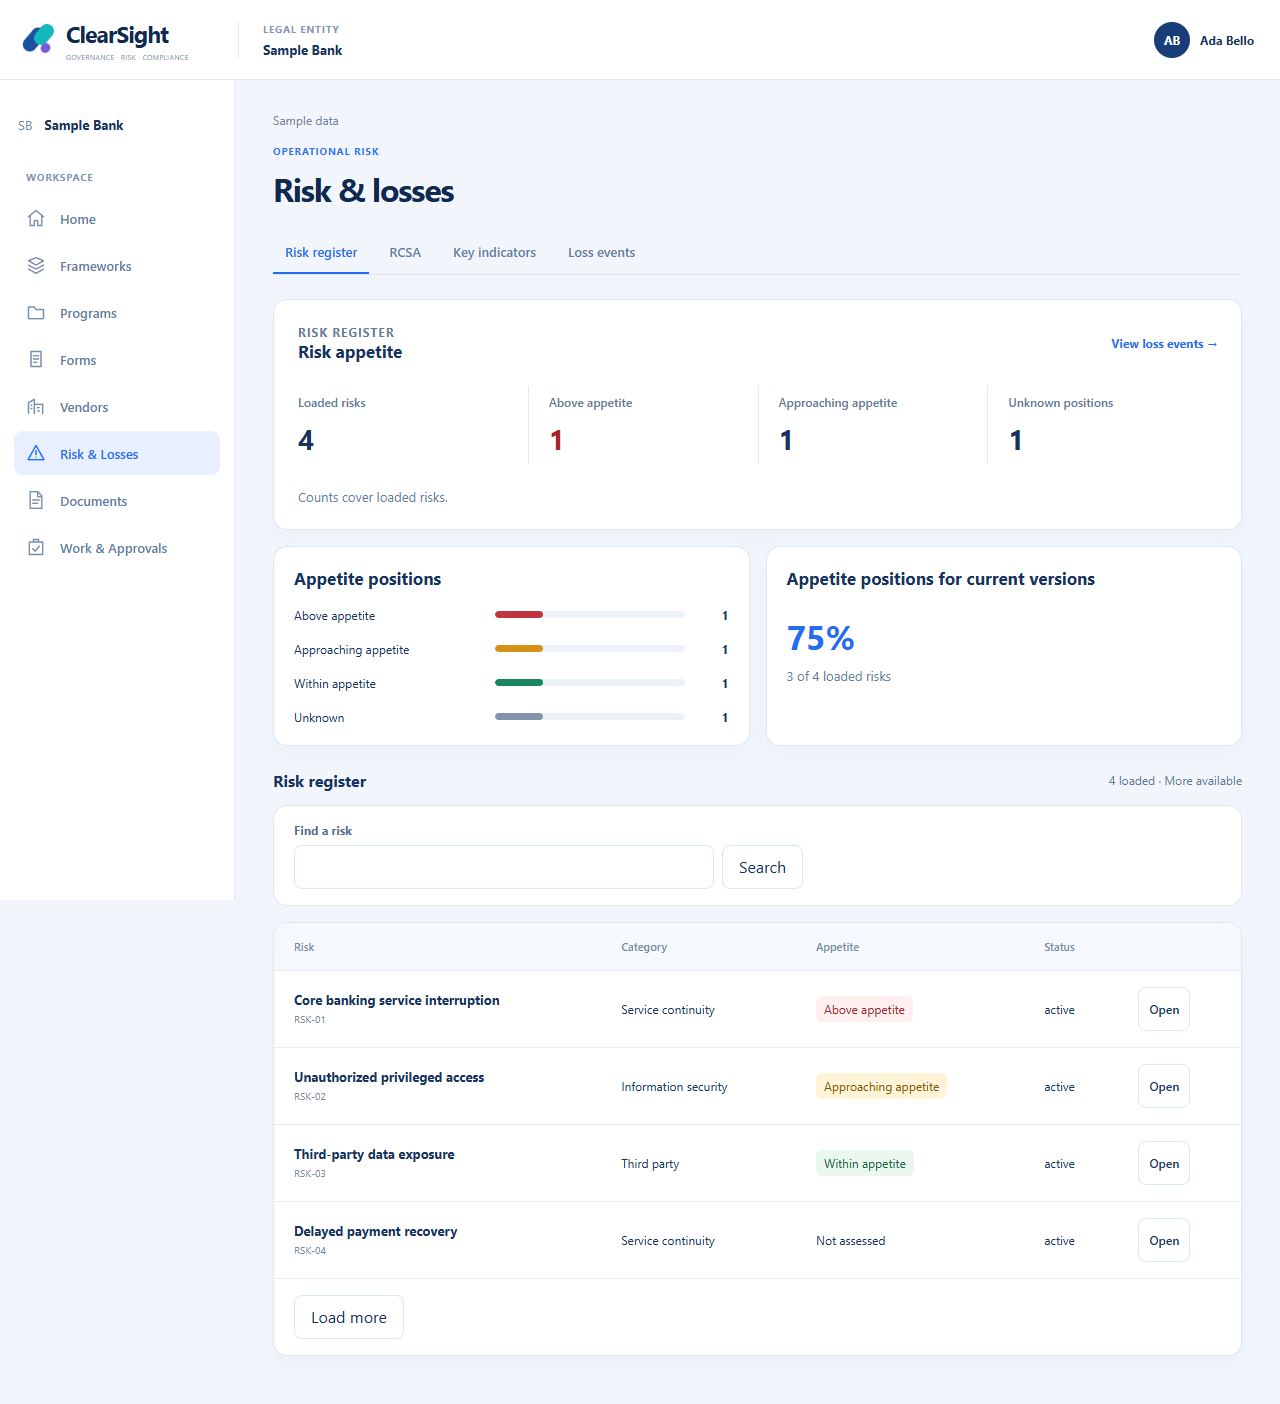 ClearSight
GOVERNANCE · RISK · COMPLIANCE
LEGAL ENTITY
Sample Bank
AB
Ada Bello
SB Sample Bank
WORKSPACE
Home
Frameworks
Programs
Forms
Vendors
Risk & Losses
Documents
Work & Approvals
Sample data
OPERATIONAL RISK
Risk & losses
Risk register RCSA Key indicators Loss events
RISK REGISTER
Risk appetite
View loss events →
Loaded risks Above appetite Approaching appetite Unknown positions
4 1 1 1
Counts cover loaded risks.
Appetite positions
Above appetite 1
Approaching appetite 1
Within appetite 1
Unknown 1
Appetite positions for current versions
75%
3 of 4 loaded risks
Risk register
4 loaded · More available
Find a risk
Search
Risk Category Appetite Status
Core banking service interruption
RSK-01
Service continuity Above appetite active Open
Unauthorized privileged access
RSK-02
Information security Approaching appetite active Open
Third-party data exposure
RSK-03
Third party Within appetite active Open
Delayed payment recovery
RSK-04
Service continuity Not assessed active Open
Load more